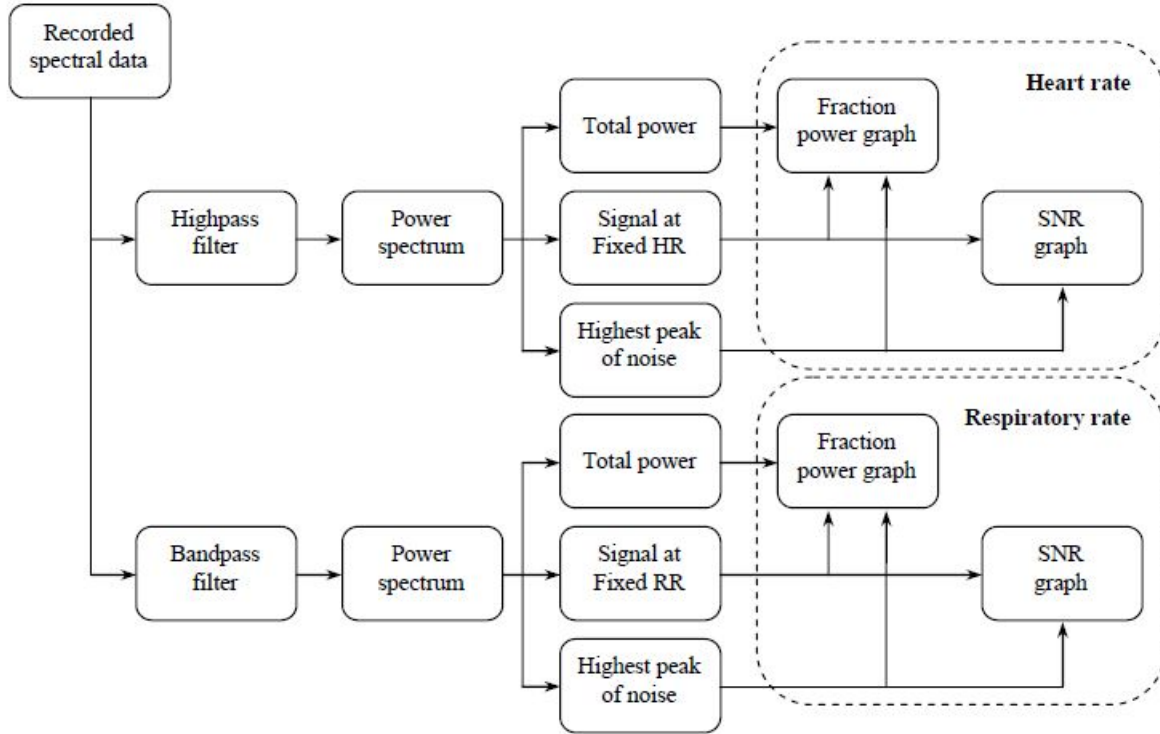 Recorded
spectral data
Heart rate
Total power
Fraction
power graph
Highpass
filter
Power
spectrum
Signal at
Fixed HR
SNR
graph
Highest peak
of noise
Respiratory rate
Total power
Fraction
power graph
Bandpass
filter
Power
spectrum
Signal at
Fixed RR
SNR
graph
Highest peak
of noise